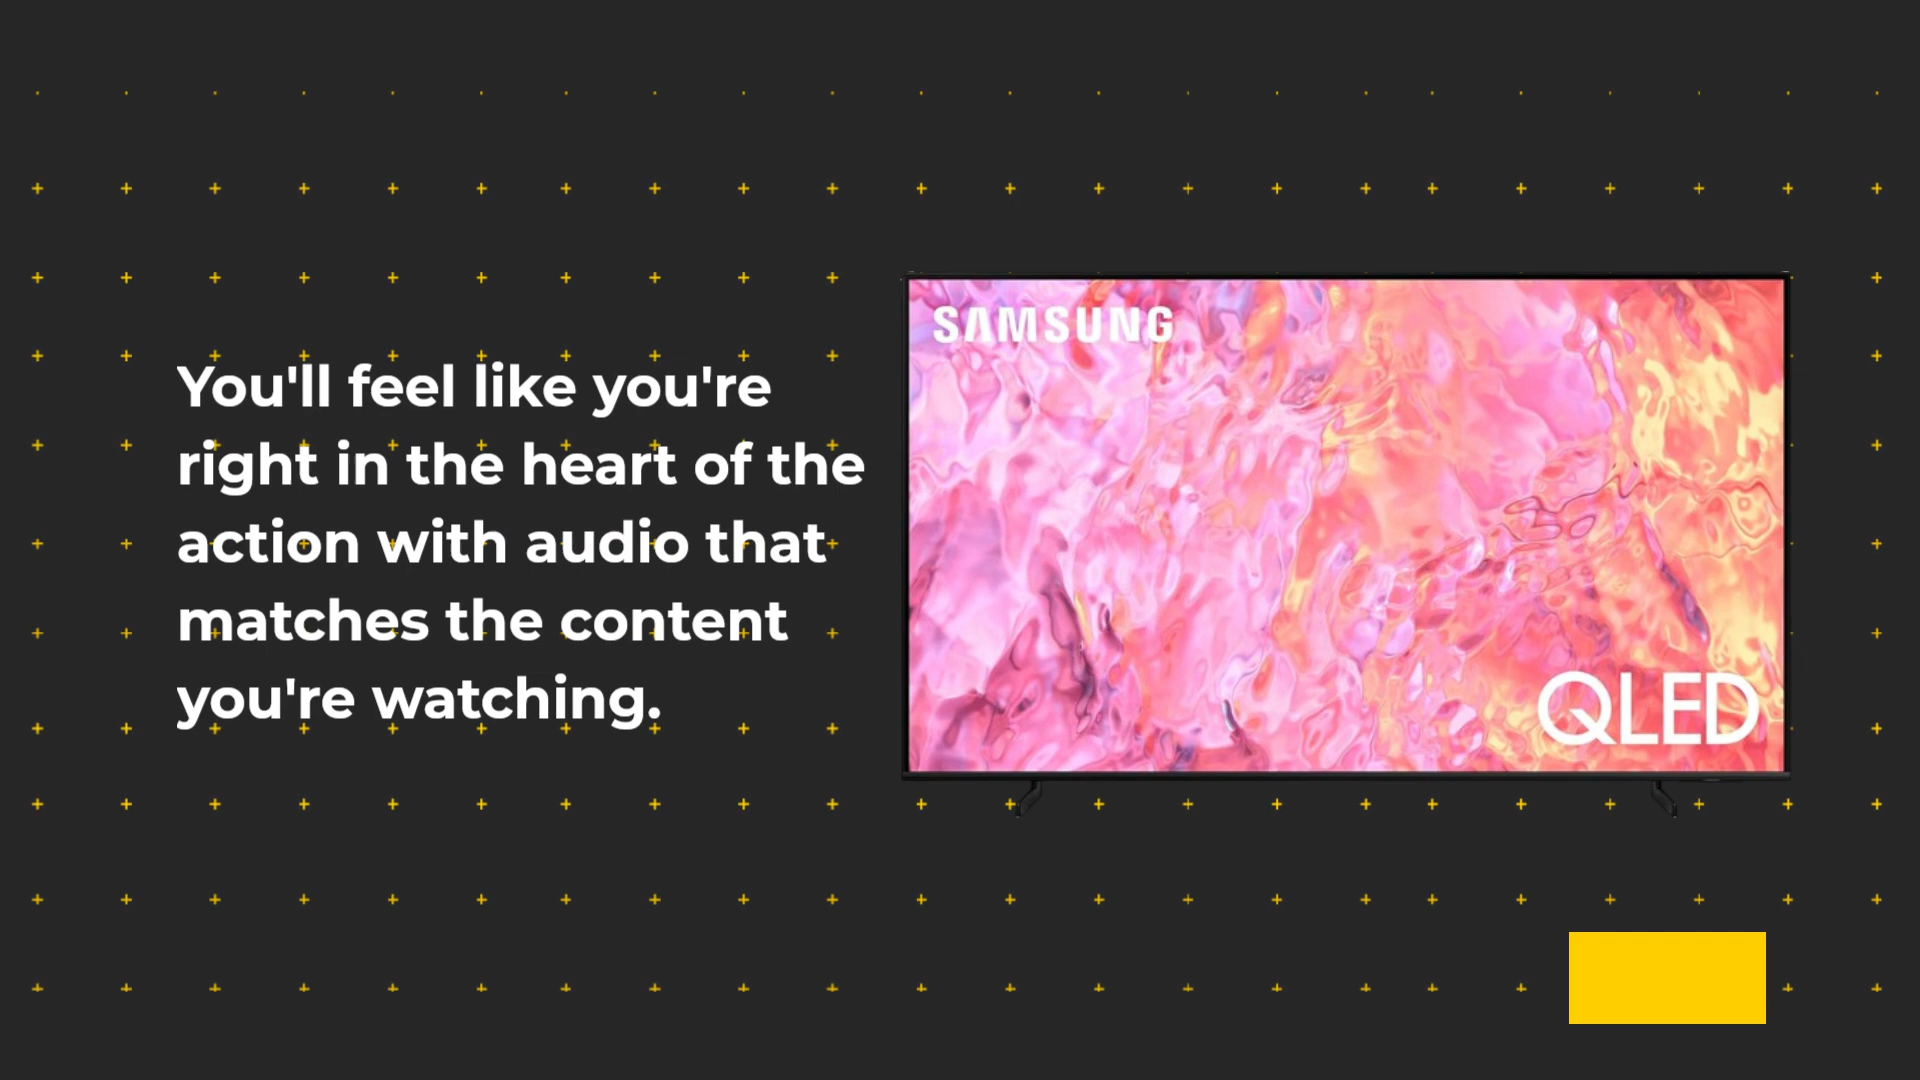 You'll feel like you're
right in the heart of the
action with audio that
matches the content
you're watching.
SAMSUNG
QLED